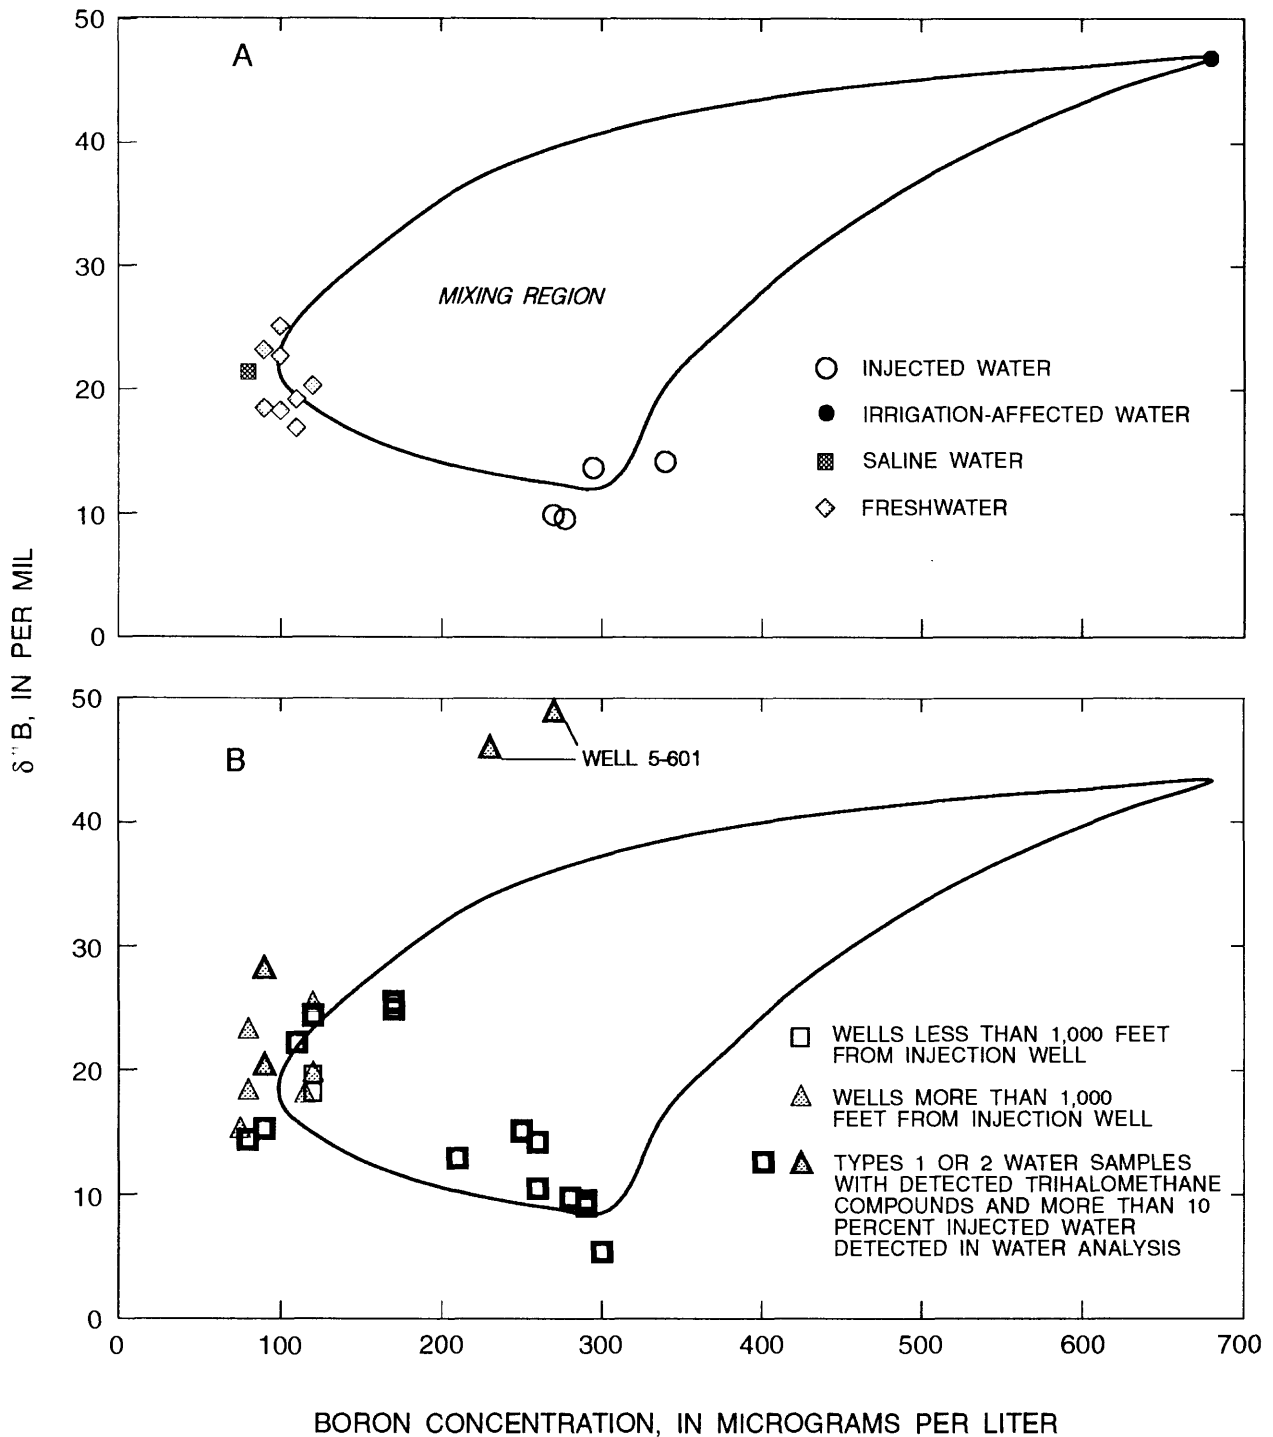 50
A
40
30
MIXING REGION
20
10
0
INJECTED WATER
IRRIGATION-AFFECTED WATER
SALINE WATER
FRESHWATER
δ¹¹B, IN PER MIL
50
B
WELL 5-601
40
30
20
10
0
WELLS LESS THAN 1,000 FEET
FROM INJECTION WELL
WELLS MORE THAN 1,000
FEET FROM INJECTION WELL
TYPES 1 OR 2 WATER SAMPLES
WITH DETECTED TRIHALOMETHANE
COMPOUNDS AND MORE THAN 10
PERCENT INJECTED WATER
DETECTED IN WATER ANALYSIS
0 100 200 300 400 500 600 700
BORON CONCENTRATION, IN MICROGRAMS PER LITER